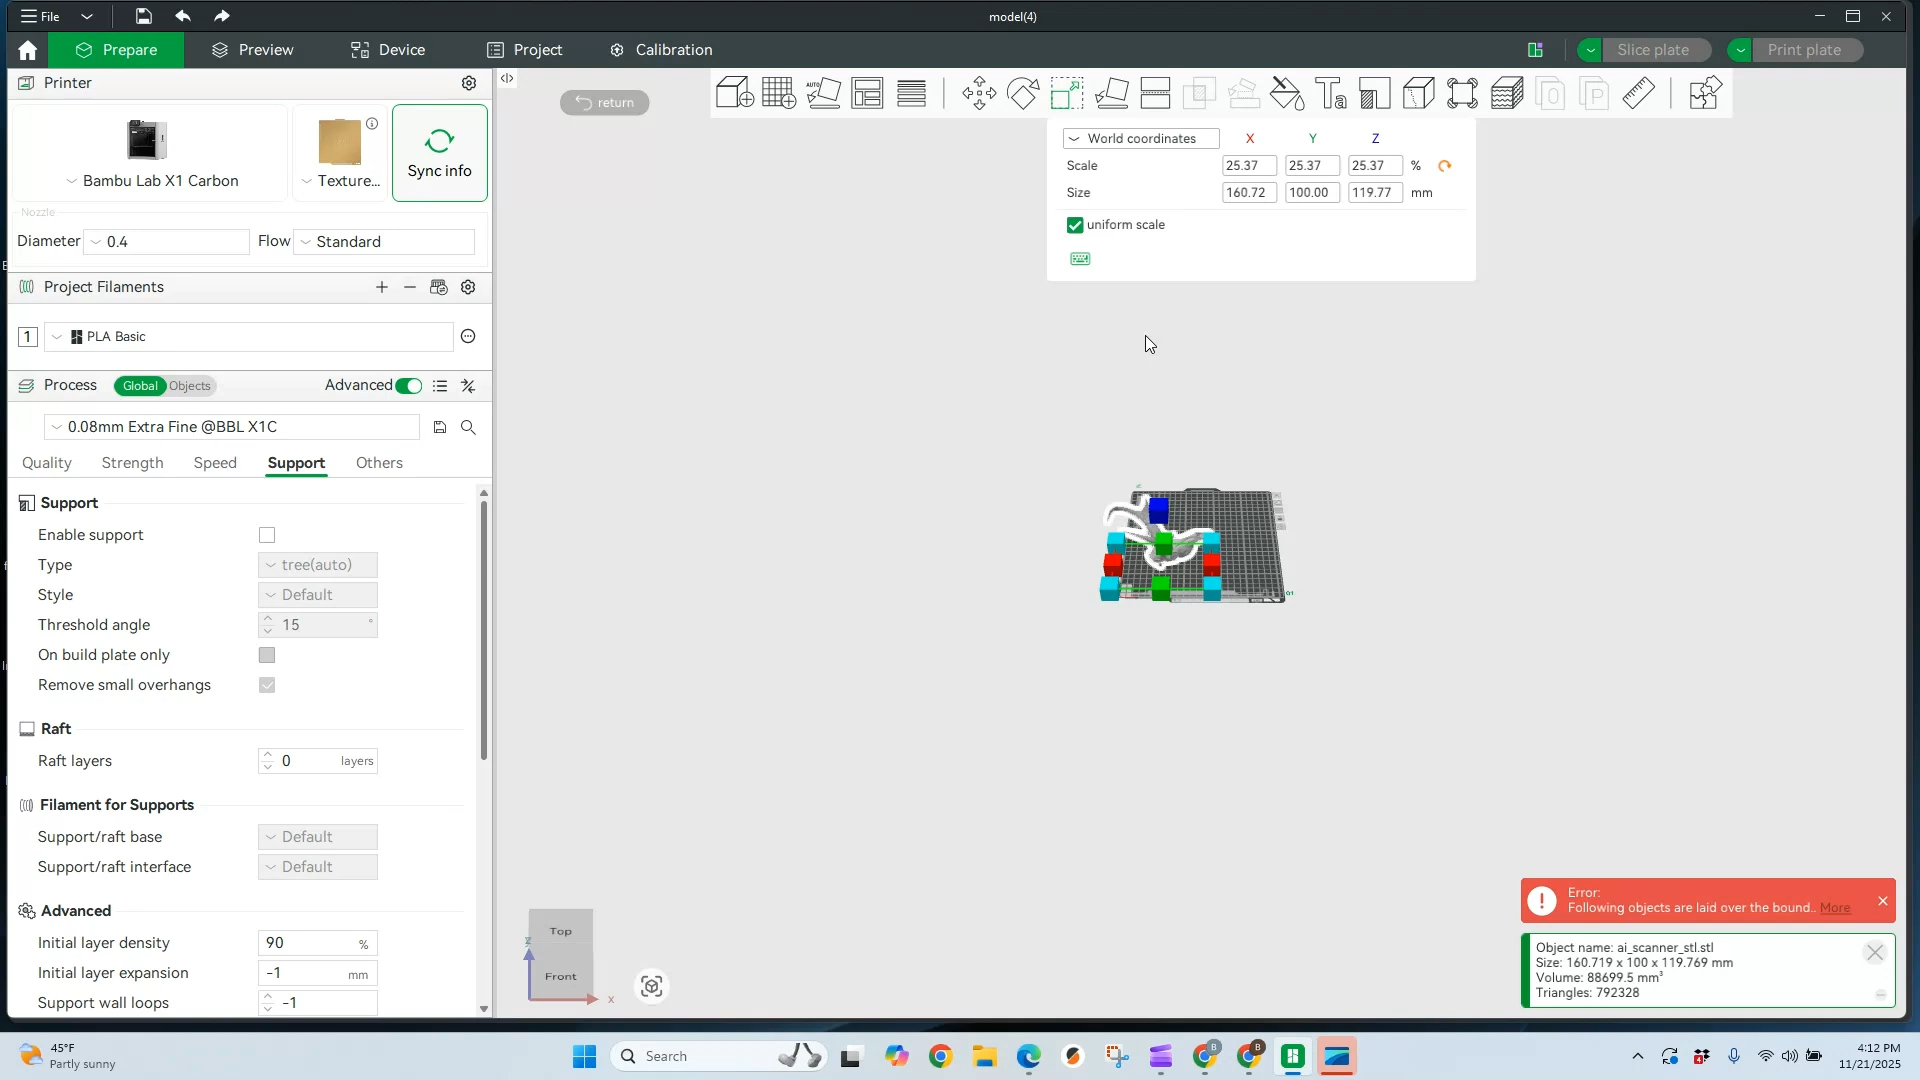 File
model(4)
Prepare
Preview
Device
Project
Calibration
Slice plate
Print plate
Printer
return
Bambu Lab X1 Carbon
Texture...
Sync info
Nozzle
Diameter
0.4
Flow
Standard
World coordinates
X
Y
Z
Scale
25.37
25.37
25.37
%
Size
160.72
100.00
119.77
mm
uniform scale
Project Filaments
1
PLA Basic
Process
Global
Objects
Advanced
0.08mm Extra Fine @BBL X1C
Quality
Strength
Speed
Support
Others
Support
Enable support
Type
tree(auto)
Style
Default
Threshold angle
15
°
On build plate only
Remove small overhangs
Raft
Raft layers
0
layers
Filament for Supports
Support/raft base
Default
Support/raft interface
Default
Advanced
Initial layer density
90
%
Initial layer expansion
-1
mm
Support wall loops
-1
Top
Front
Z
X
Error:
Following objects are laid over the bound.. More
Object name: ai_scanner_stl.stl
Size: 160.719 x 100 x 119.769 mm
Volume: 88699.5 mm³
Triangles: 792328
45°F
Partly sunny
Search
4:12 PM
11/21/2025